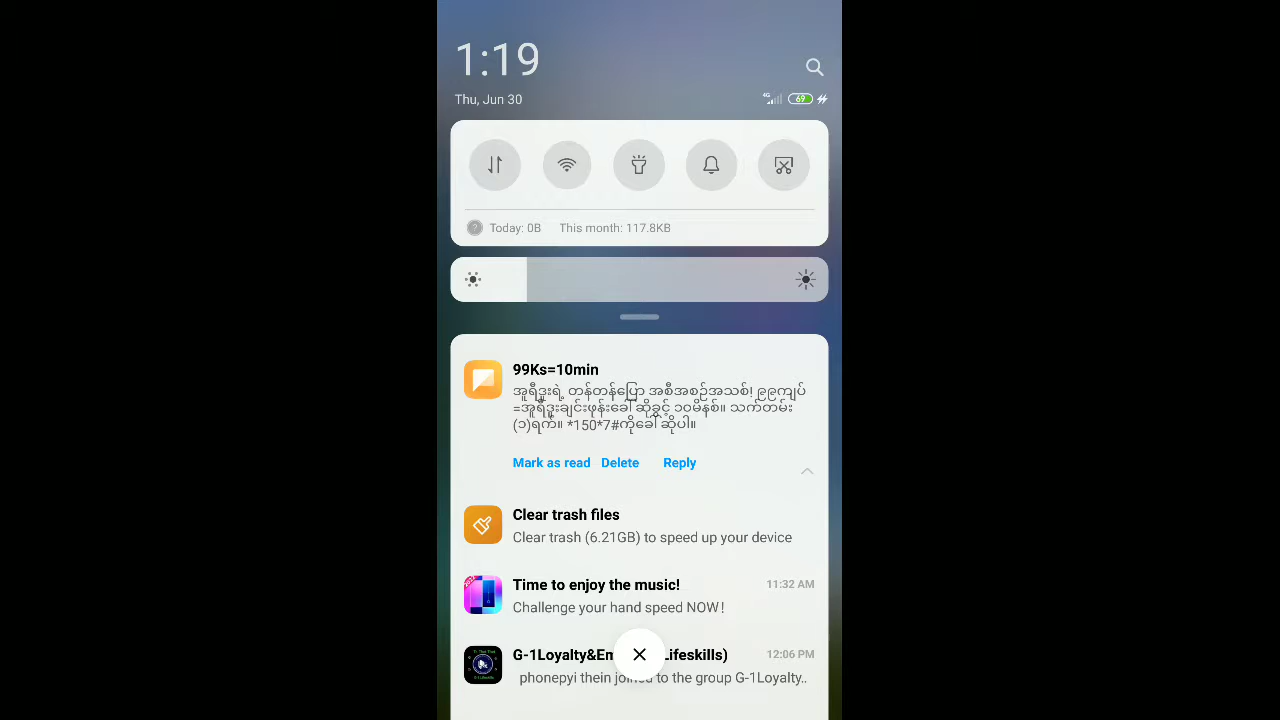 1:19
Thu, Jun 30
4G
69
Today: 0B This month: 117.8KB
99Ks=10min
အူရီဒူးရဲ့ တန်တန်ပြော အစီအစဉ်အသစ်! ၉၉ကျပ်
=အူရီဒူးချင်းဖုန်းခေါ် ဆိုခွင့် ၁၀မိနစ်။ သက်တမ်း
(၁)ရက်။ *150*7#ကိုခေါ် ဆိုပါ။
Mark as read Delete Reply
Clear trash files
Clear trash (6.21GB) to speed up your device
Time to enjoy the music! 11:32 AM
Challenge your hand speed NOW!
G-1Loyalty&Em Lifeskills) 12:06 PM
phonepyi thein joined to the group G-1Loyalty..